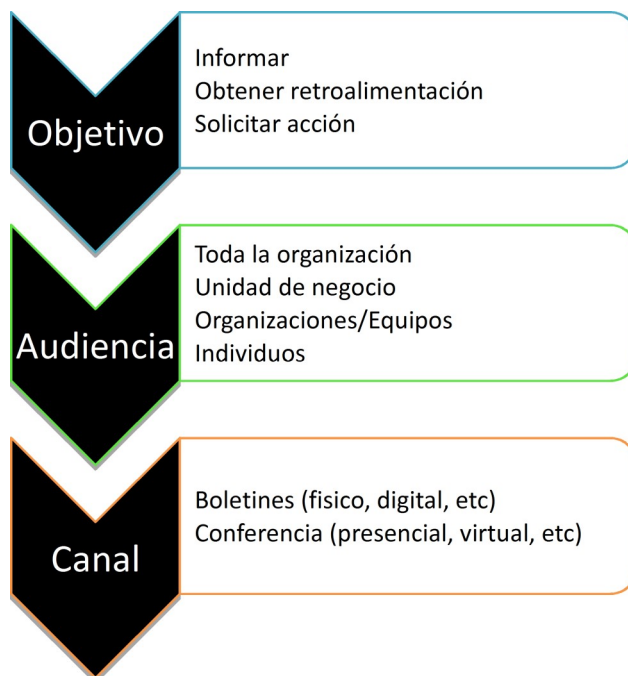 Objetivo
Informar
Obtener retroalimentación
Solicitar acción
Audiencia
Toda la organización
Unidad de negocio
Organizaciones/Equipos
Individuos
Canal
Boletines (fisico, digital, etc)
Conferencia (presencial, virtual, etc)